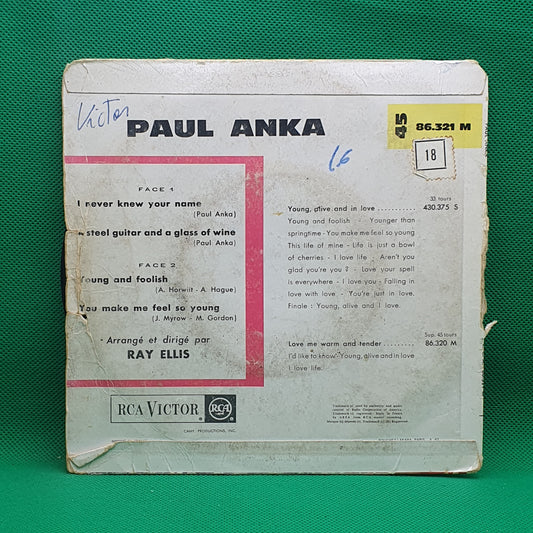 Victor
PAUL ANKA
45
86.321 M
18
16
FACE 1
I never knew your name
(Paul Anka)
A steel guitar and a glass of wine
(Paul Anka)
FACE 2
Young and foolish
(A. Horwitt - A. Hague)
You make me feel so young
(J. Myrow - M. Gordon)
Arrangé et dirigé par
RAY ELLIS
RCA VICTOR
RCA
CAMY PRODUCTIONS, INC.
33 tours
Young, alive and in love .......... 430.375 S
Young and foolish - Younger than
springtime - You make me feel so young
This life of mine - Life is just a bowl
of cherries - I love life - Aren't you
glad you're you ? - Love your spell
is everywhere - I love you - Falling in
love with love - You're just in love.
Finale : Young, alive and I love.
Sup. 45 tours
Love me warm and tender .......... 86.320 M
I'd like to know - Young, alive and in love
I love life.